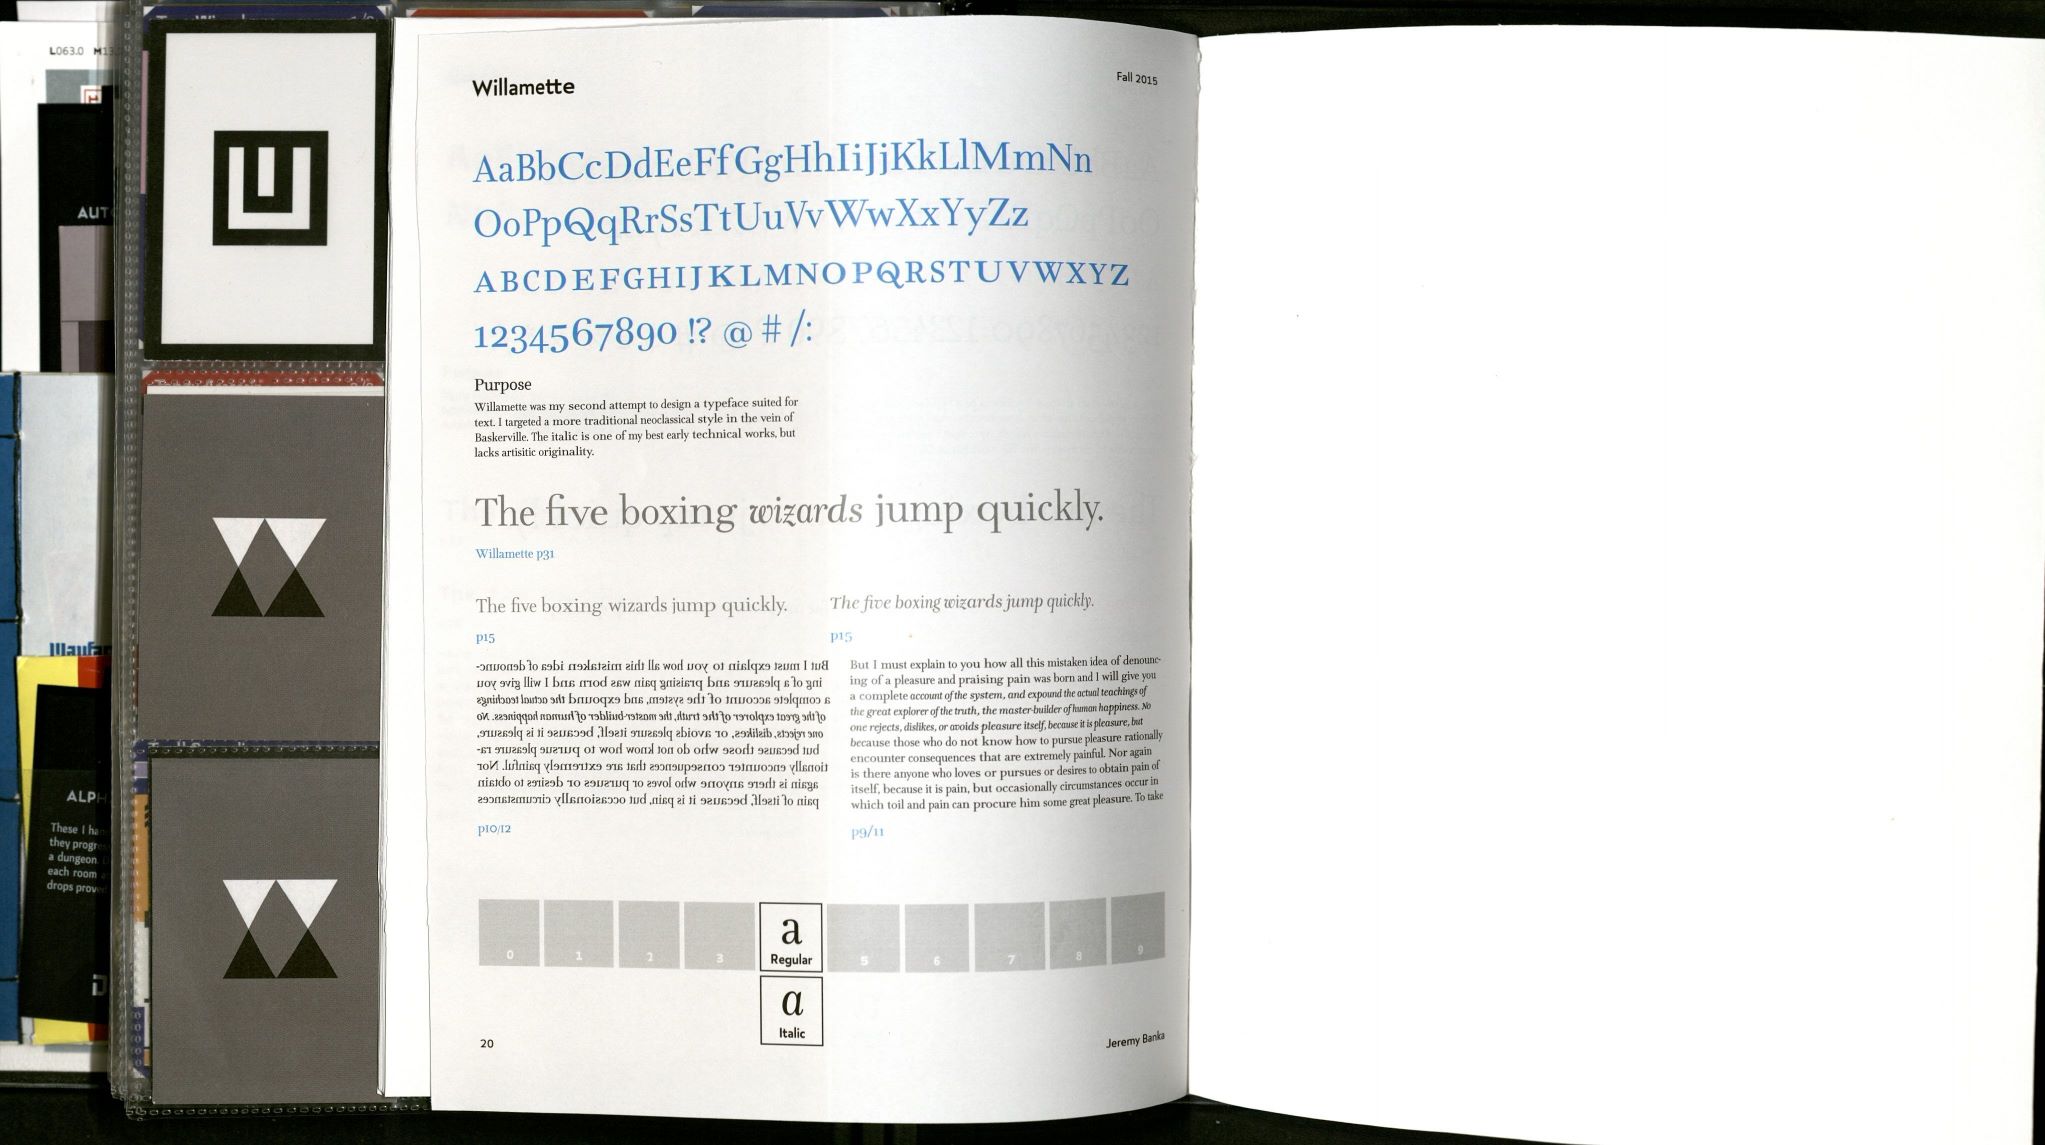 L063.0
Willamette
Fall 2015
AaBbCcDdEeFfGgHhIiJjKkLlMmNn
OoPpQqRrSsTtUuVvWwXxYyZz
ABCDEFGHIJKLMNOPQRSTUVWXYZ
1234567890 !? @ # /:
Purpose
Willamette was my second attempt to design a typeface suited for
text. I targeted a more traditional neoclassical style in the vein of
Baskerville. The italic is one of my best early technical works, but
lacks artisitic originality.
The five boxing wizards jump quickly.
Willamette p31
The five boxing wizards jump quickly.
p15
But I must explain to you how all this mistaken idea of denounc-
ing of a pleasure and praising pain was born and I will give you
a complete account of the system, and expound the actual teachings
of the great explorer of the truth, the master-builder of human happiness. No
one rejects, dislikes, or avoids pleasure itself, because it is pleasure,
but because those who do not know how to pursue pleasure ra-
tionally encounter consequences that are extremely painful. Nor
again is there anyone who loves or pursues or desires to obtain
pain of itself, because it is pain, but occasionally circumstances
p10/12
The five boxing wizards jump quickly.
p15
But I must explain to you how all this mistaken idea of denounc-
ing of a pleasure and praising pain was born and I will give you
a complete account of the system, and expound the actual teachings of
the great explorer of the truth, the master-builder of human happiness. No
one rejects, dislikes, or avoids pleasure itself, because it is pleasure, but
because those who do not know how to pursue pleasure rationally
encounter consequences that are extremely painful. Nor again
is there anyone who loves or pursues or desires to obtain pain of
itself, because it is pain, but occasionally circumstances occur in
which toil and pain can procure him some great pleasure. To take
p9/11
0 1 2 3 a 5 6 7 8 9
Regular
a
Italic
20
Jeremy Banka
These I
they
a dungeon.
each room
drops